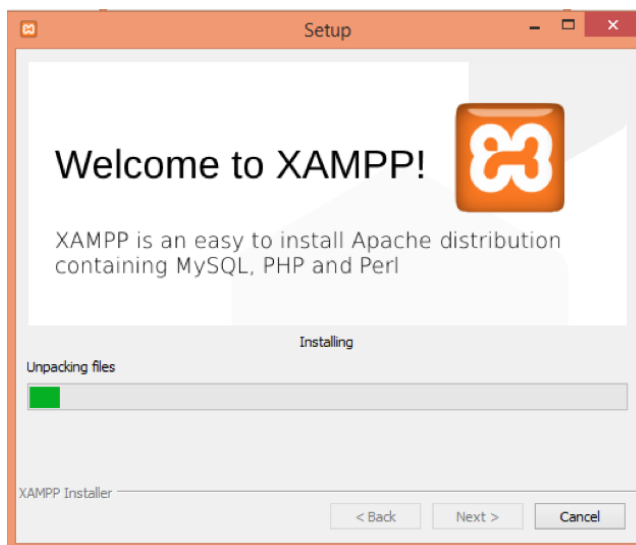 Setup
Welcome to XAMPP!
XAMPP is an easy to install Apache distribution
containing MySQL, PHP and Perl
Installing
Unpacking files
XAMPP Installer
< Back
Next >
Cancel